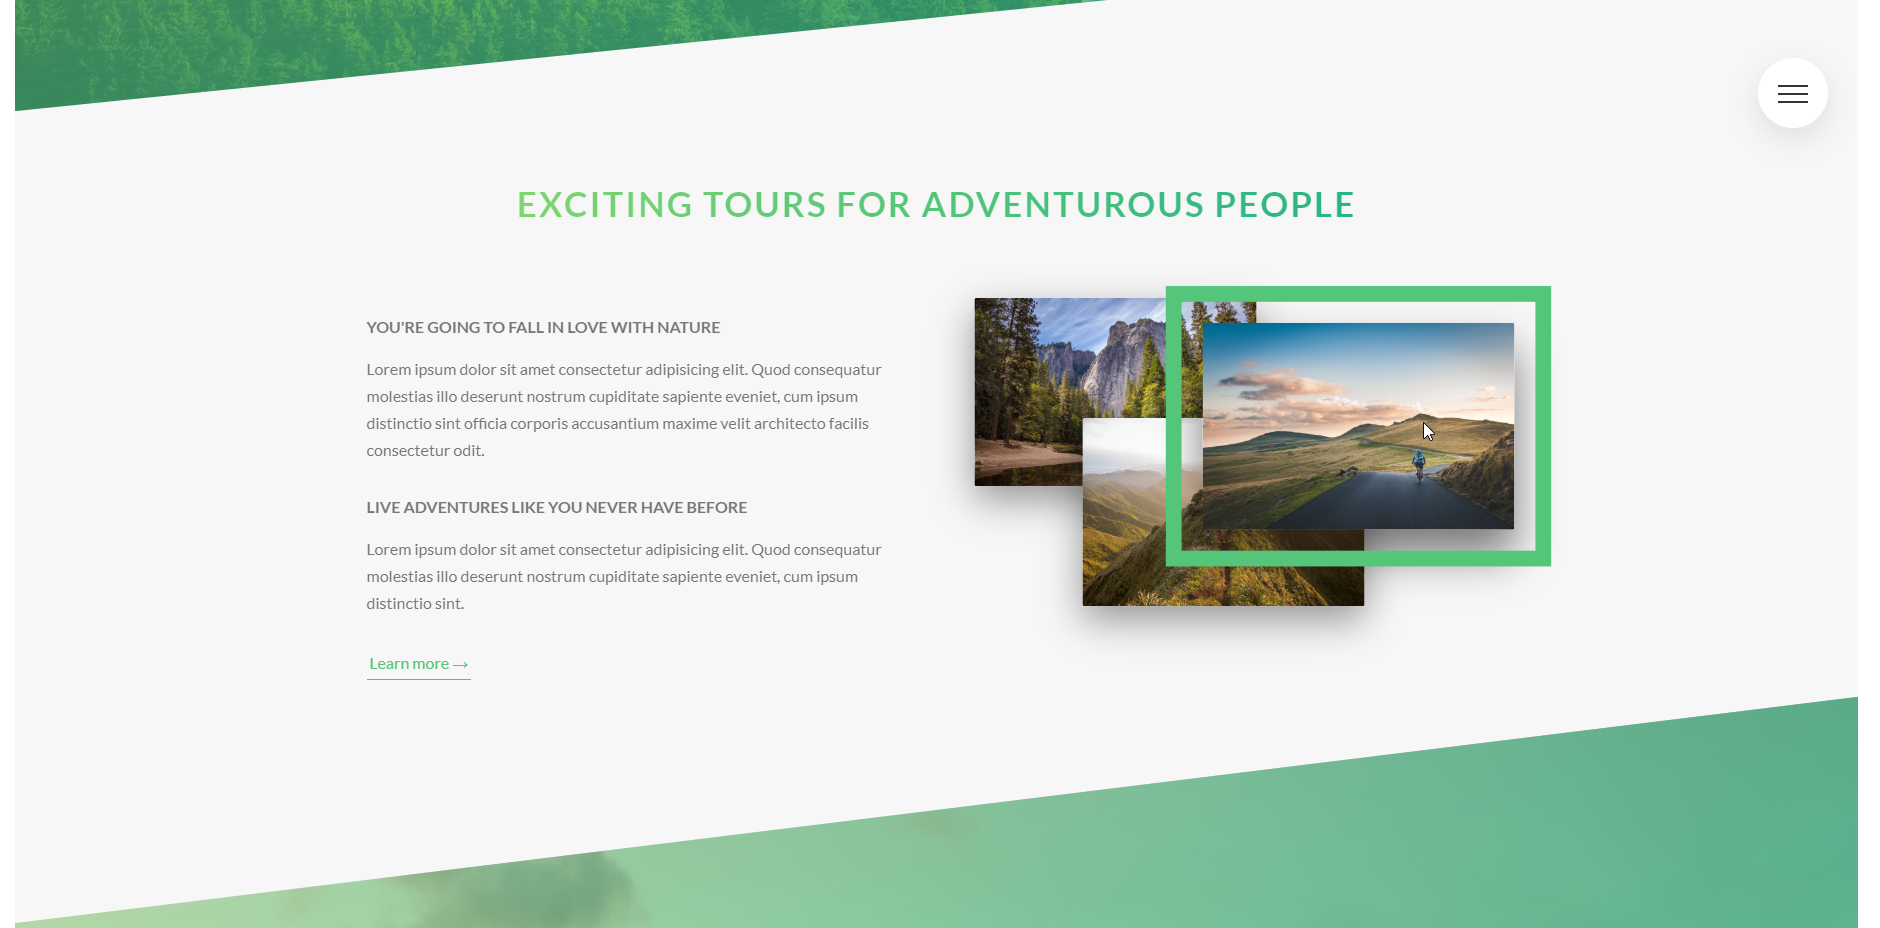 EXCITING TOURS FOR ADVENTUROUS PEOPLE
YOU'RE GOING TO FALL IN LOVE WITH NATURE
Lorem ipsum dolor sit amet consectetur adipisicing elit. Quod consequatur
molestias illo deserunt nostrum cupiditate sapiente eveniet, cum ipsum
distinctio sint officia corporis accusantium maxime velit architecto facilis
consectetur odit.
LIVE ADVENTURES LIKE YOU NEVER HAVE BEFORE
Lorem ipsum dolor sit amet consectetur adipisicing elit. Quod consequatur
molestias illo deserunt nostrum cupiditate sapiente eveniet, cum ipsum
distinctio sint.
Learn more →